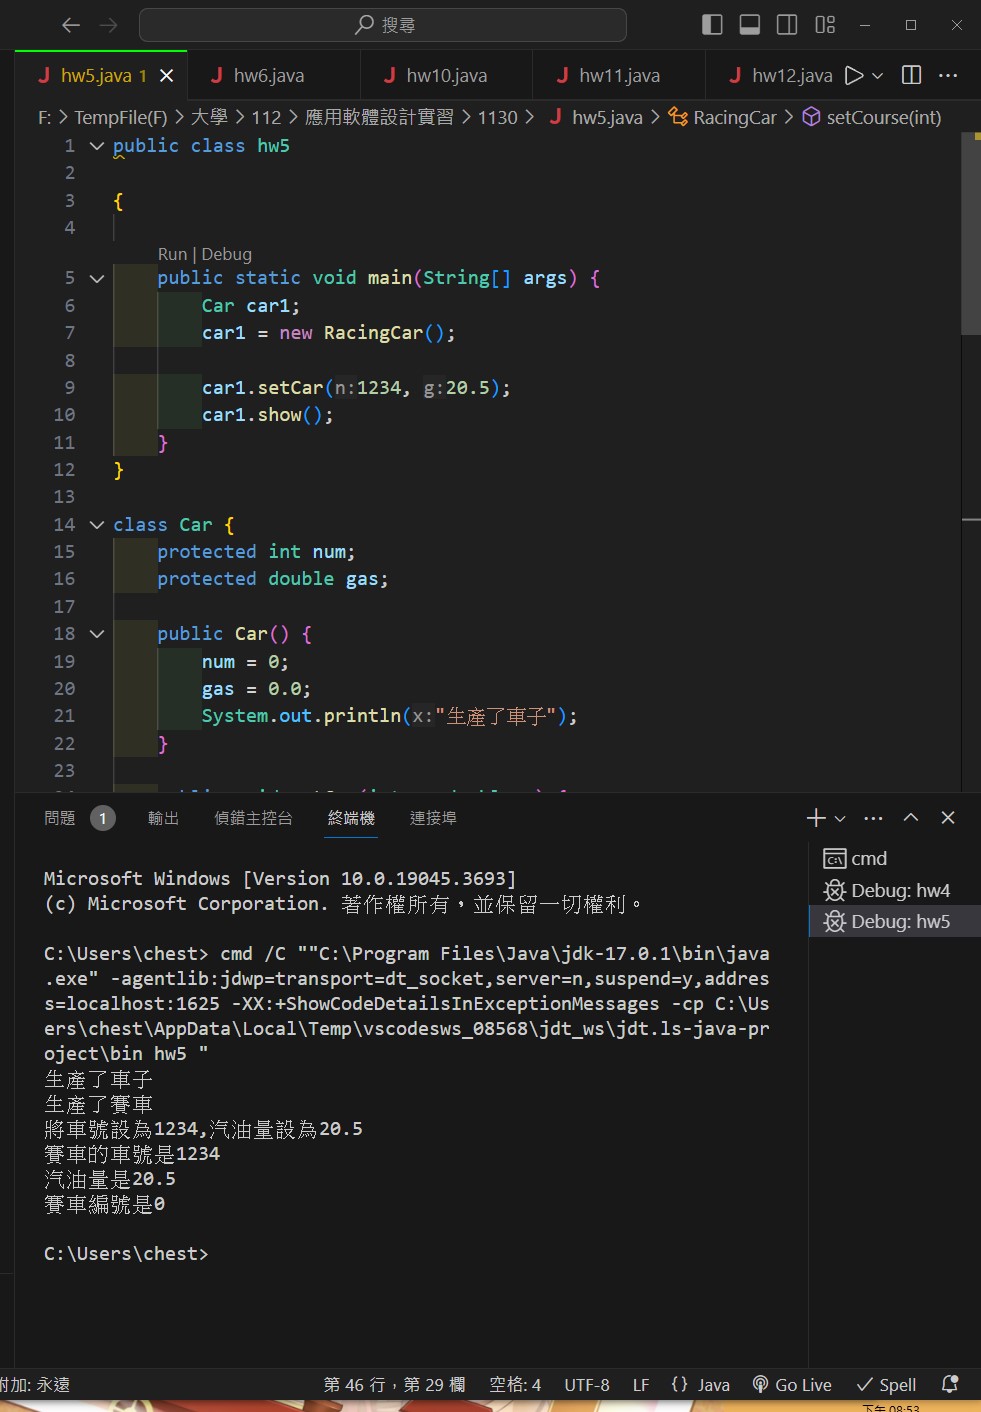 搜尋
hw5.java 1 hw6.java hw10.java hw11.java hw12.java
F: > TempFile(F) > 大學 > 112 > 應用軟體設計實習 > 1130 > hw5.java > RacingCar > setCourse(int)
1 public class hw5
2
3 {
4
Run | Debug
5 public static void main(String[] args) {
6 Car car1;
7 car1 = new RacingCar();
8
9 car1.setCar(n:1234, g:20.5);
10 car1.show();
11 }
12 }
13
14 class Car {
15 protected int num;
16 protected double gas;
17
18 public Car() {
19 num = 0;
20 gas = 0.0;
21 System.out.println(x:"生產了車子");
22 }
23
問題 1 輸出 偵錯主控台 終端機 連接埠
cmd
Debug: hw4
Debug: hw5
Microsoft Windows [Version 10.0.19045.3693]
(c) Microsoft Corporation. 著作權所有，並保留一切權利。
C:\Users\chest> cmd /C ""C:\Program Files\Java\jdk-17.0.1\bin\java
.exe" -agentlib:jdwp=transport=dt_socket,server=n,suspend=y,addres
s=localhost:1625 -XX:+ShowCodeDetailsInExceptionMessages -cp C:\Us
ers\chest\AppData\Local\Temp\vscodesws_08568\jdt_ws\jdt.ls-java-pr
oject\bin hw5 "
生產了車子
生產了賽車
將車號設為1234,汽油量設為20.5
賽車的車號是1234
汽油量是20.5
賽車編號是0
C:\Users\chest>
附加: 永遠 第 46 行，第 29 欄 空格: 4 UTF-8 LF {} Java Go Live Spell
下午 08:53